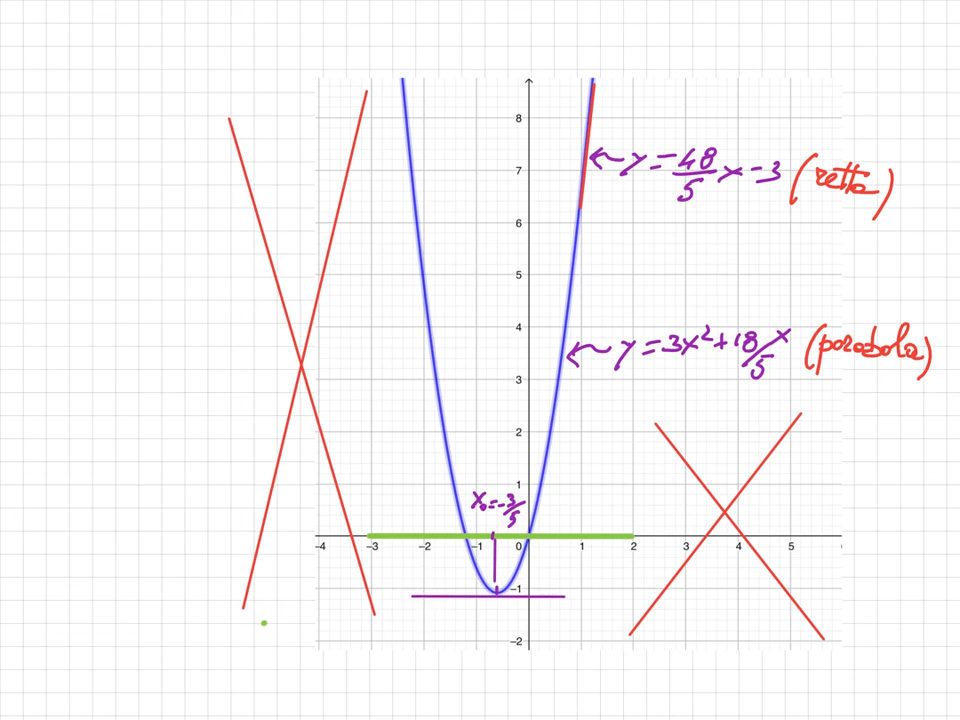 8
7
← y = 48/5 x - 3 (retta)
6
5
4
← y = 3x² + 18/5 x (parabola)
3
2
1
x₀ = -3/5
-4 -3 -2 -1 0 1 2 3 4 5
-1
-2